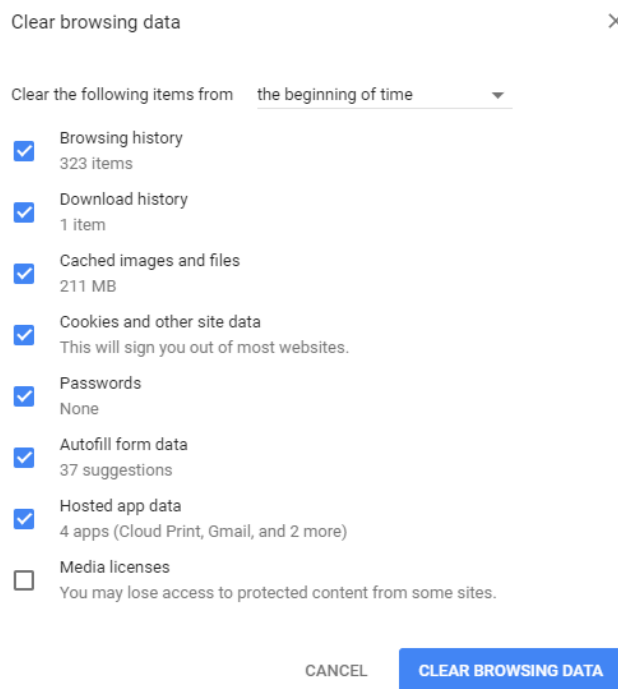 Clear browsing data
Clear the following items from the beginning of time
Browsing history
323 items
Download history
1 item
Cached images and files
211 MB
Cookies and other site data
This will sign you out of most websites.
Passwords
None
Autofill form data
37 suggestions
Hosted app data
4 apps (Cloud Print, Gmail, and 2 more)
Media licenses
You may lose access to protected content from some sites.
CANCEL CLEAR BROWSING DATA